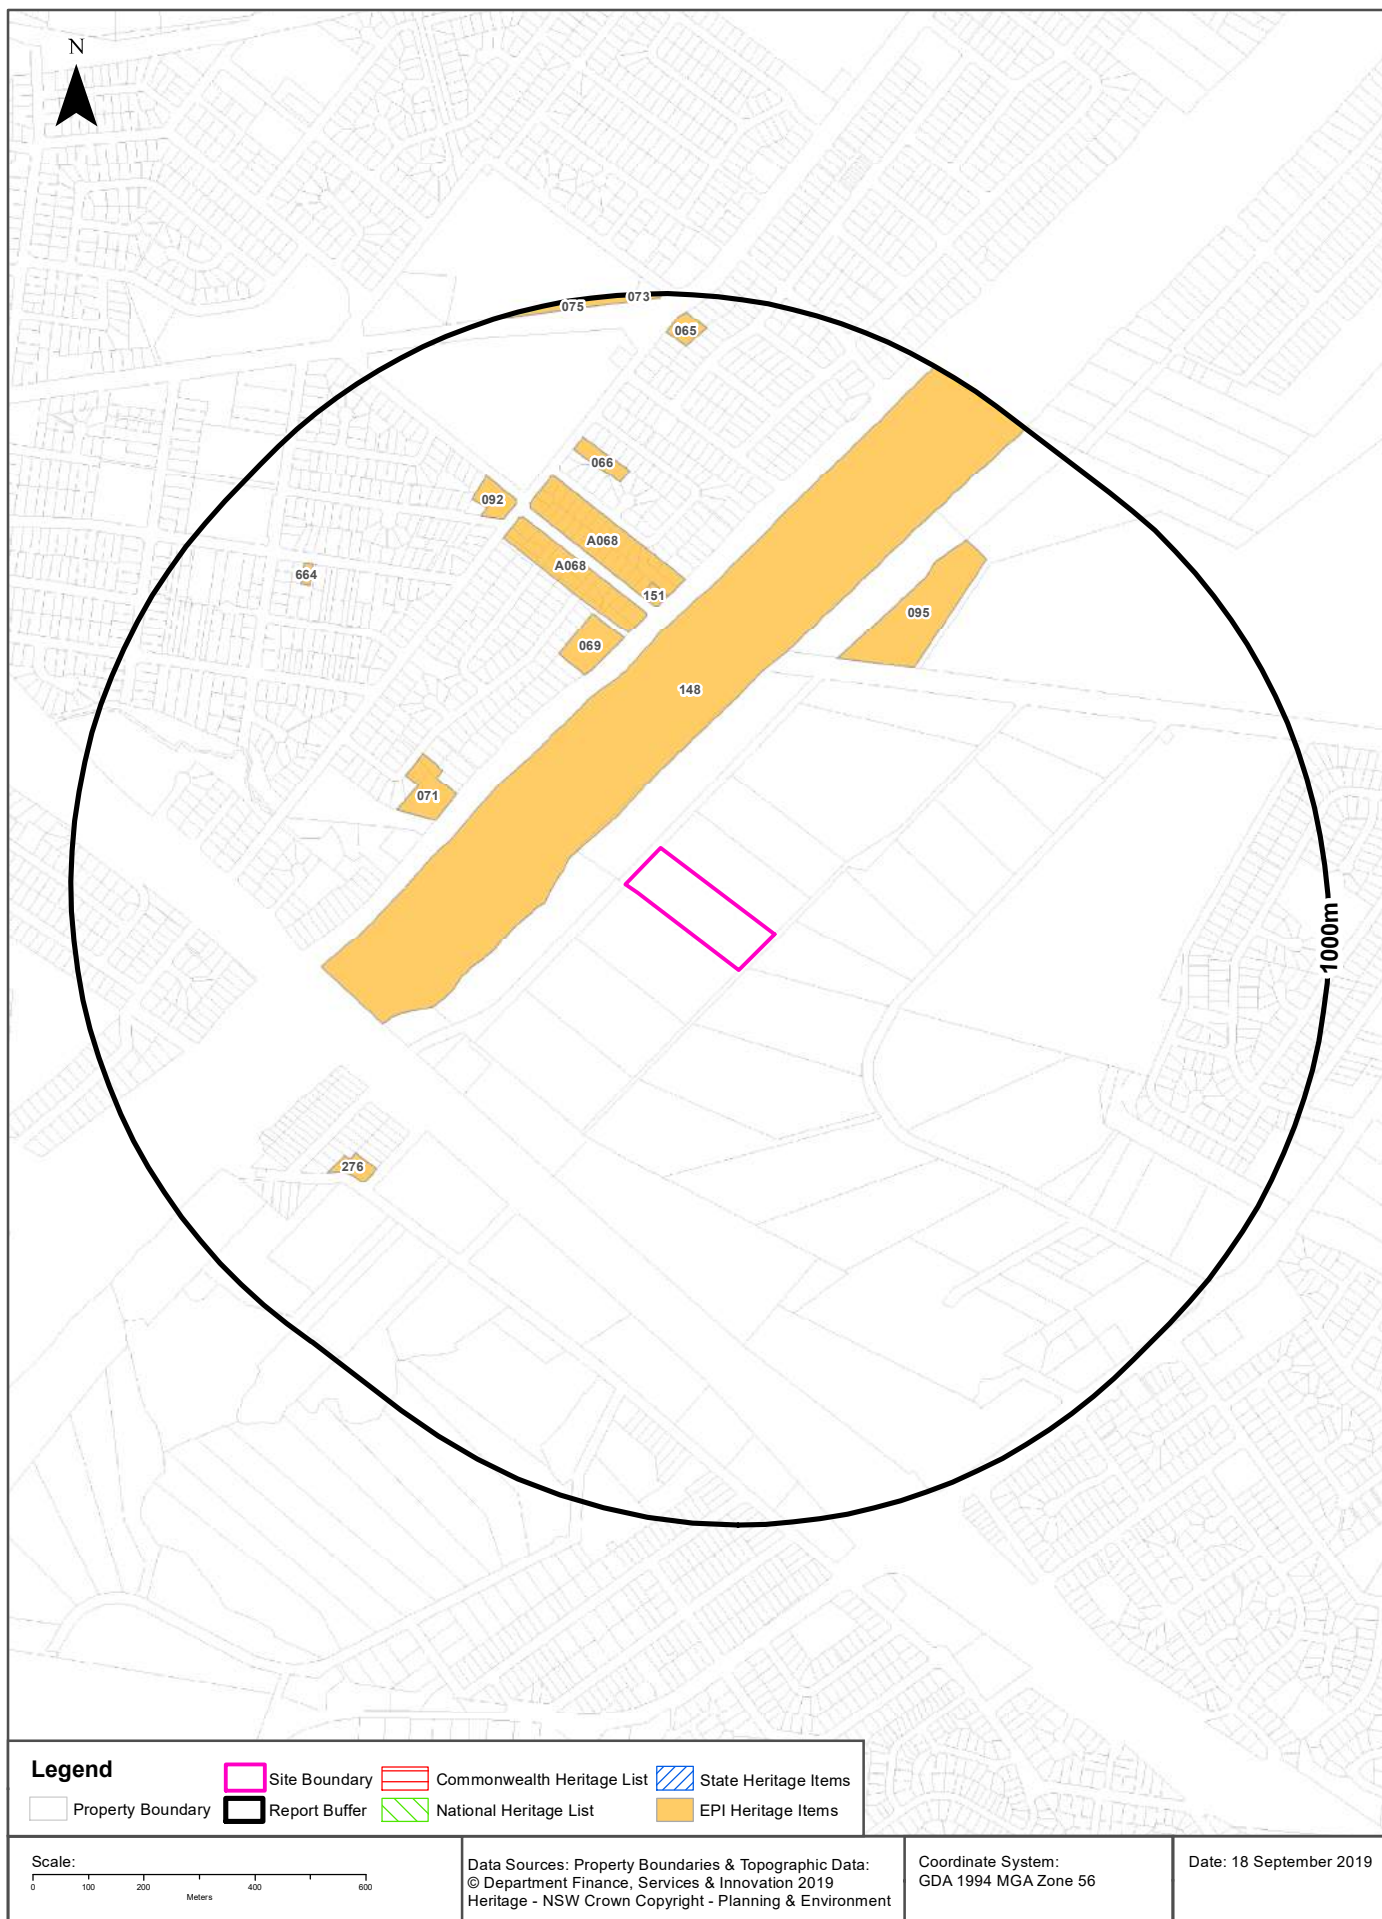 N
073
075
065
066
092
A068
A068
664
151
095
069
148
071
1000m
276
Legend
Site Boundary
Commonwealth Heritage List
State Heritage Items
Property Boundary
Report Buffer
National Heritage List
EPI Heritage Items
Scale:
0 100 200 400 600
Meters
Data Sources: Property Boundaries & Topographic Data:
© Department Finance, Services & Innovation 2019
Heritage - NSW Crown Copyright - Planning & Environment
Coordinate System:
GDA 1994 MGA Zone 56
Date: 18 September 2019